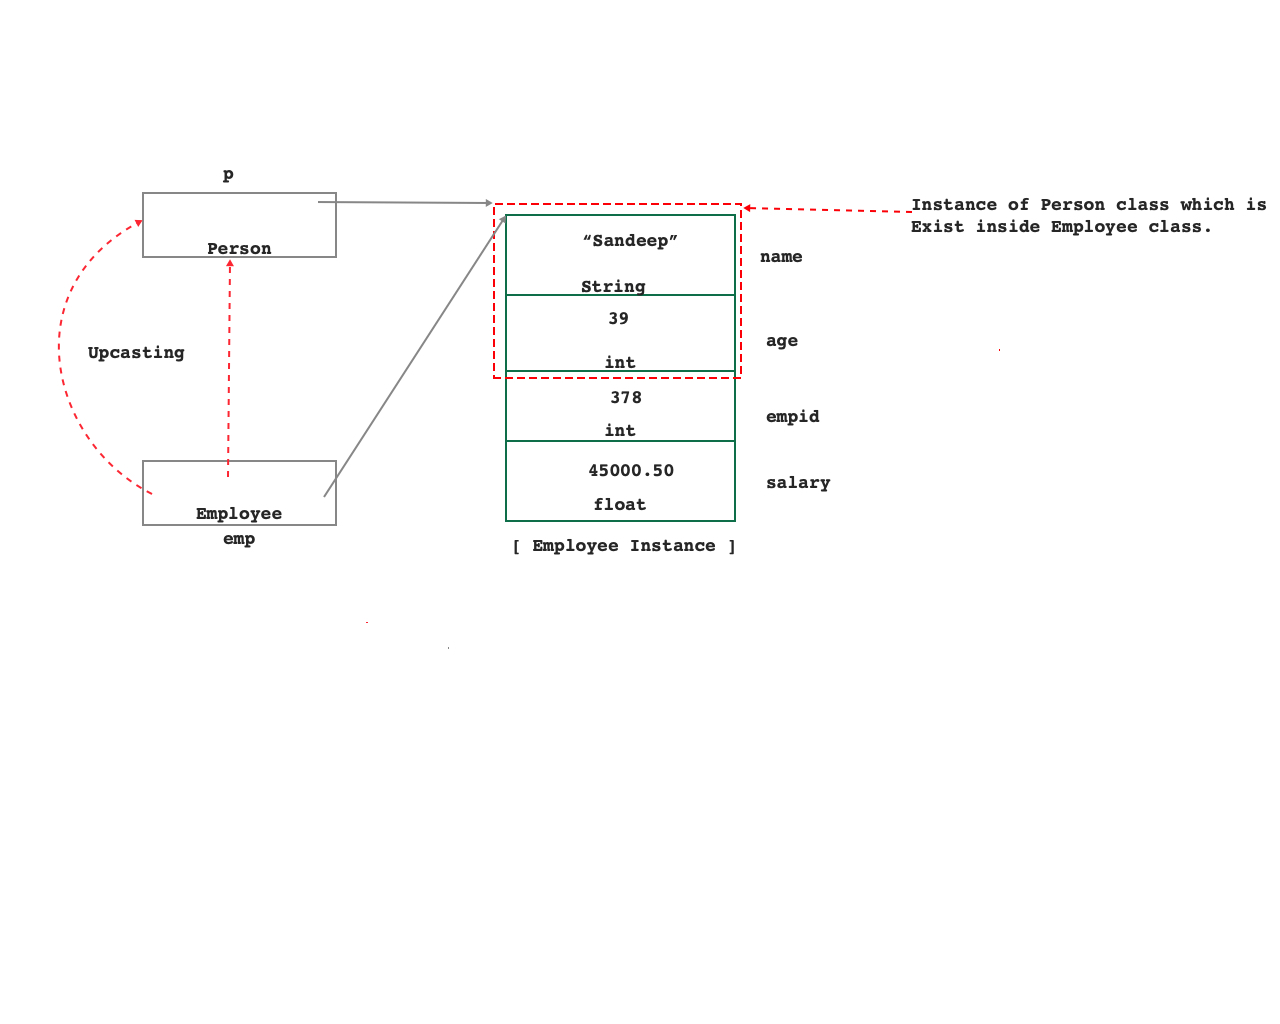 p
Person
Upcasting
Employee
emp
“Sandeep”
String
39
int
378
int
45000.50
float
[ Employee Instance ]
name
age
empid
salary
Instance of Person class which is
Exist inside Employee class.